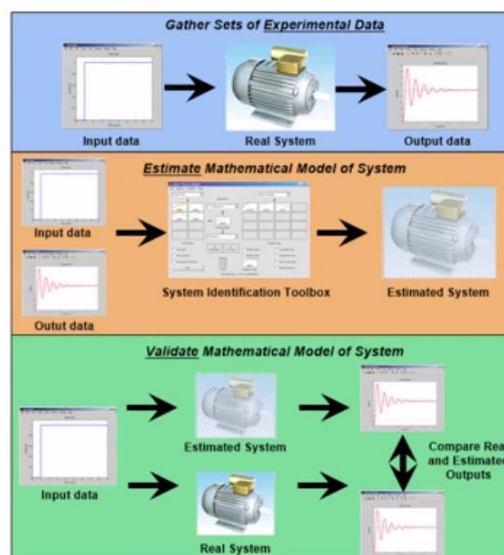 Gather Sets of Experimental Data
Input data
Real System
Output data
Estimate Mathematical Model of System
Input data
Outut data
System Identification Toolbox
Estimated System
Validate Mathematical Model of System
Input data
Estimated System
Real System
Compare Rea
and Estimated
Outputs